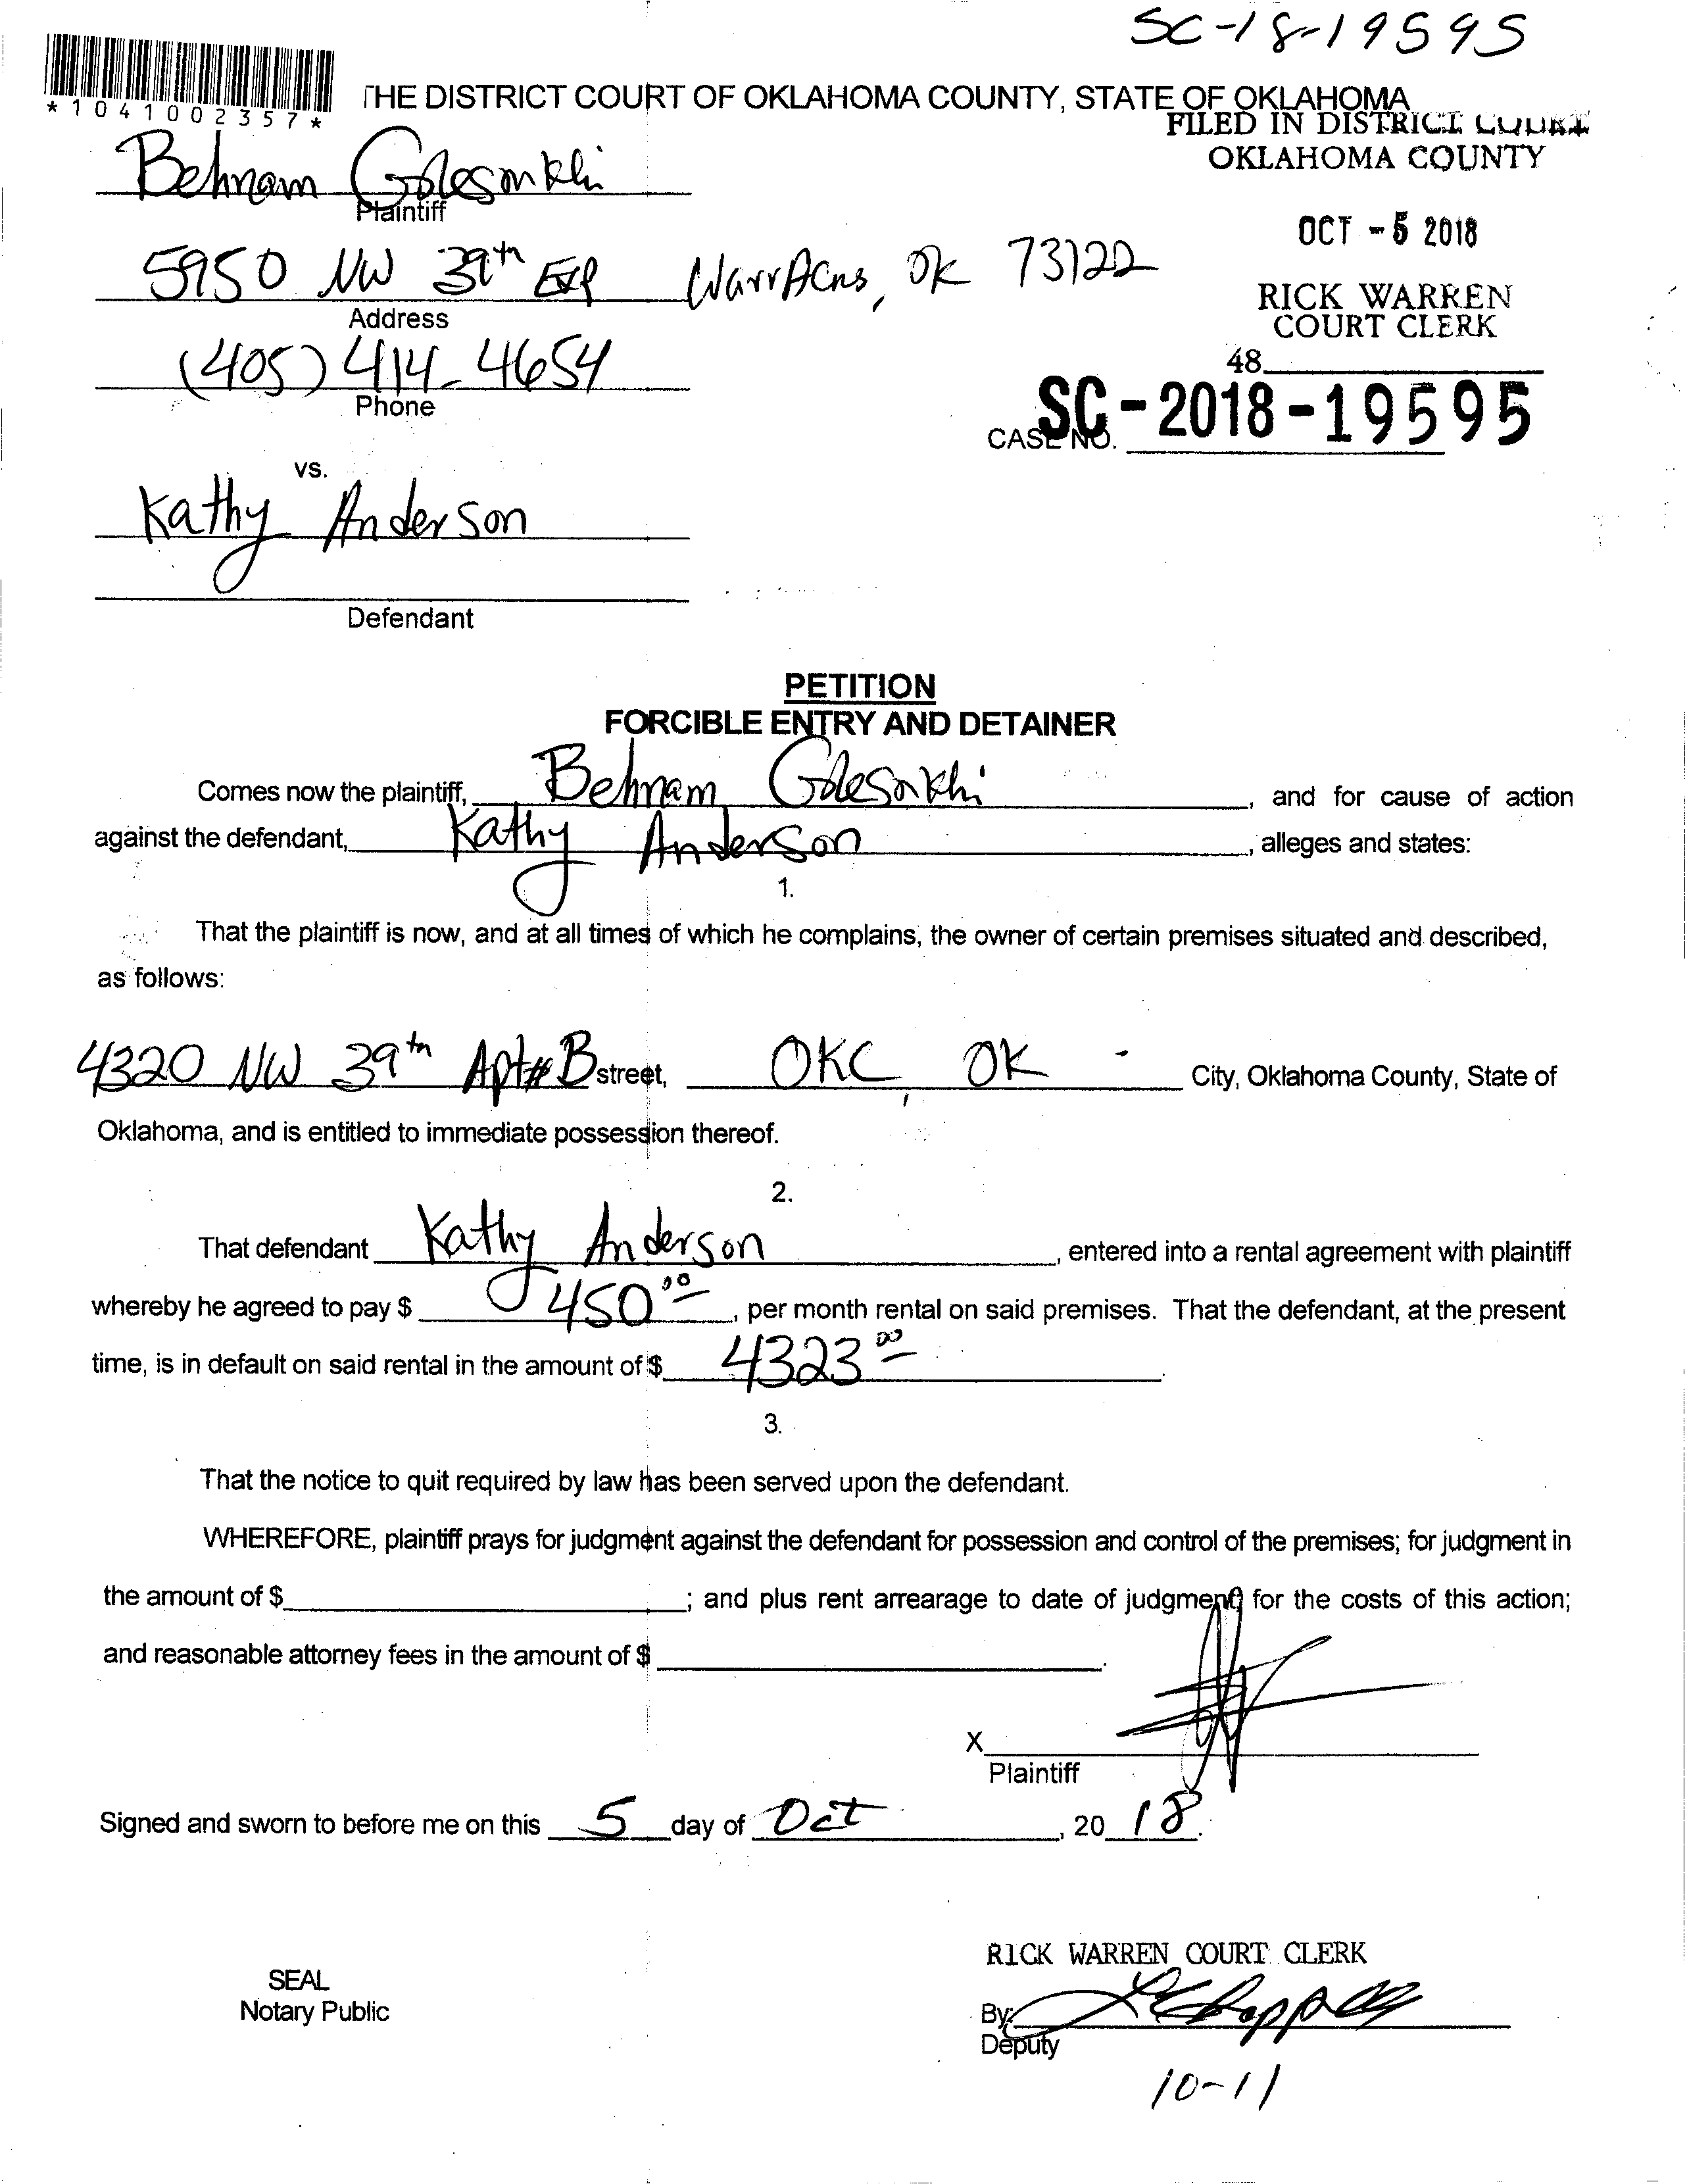 SC-18-19595
*1041002357*
THE DISTRICT COURT OF OKLAHOMA COUNTY, STATE OF OKLAHOMA
FILED IN DISTRICT COURT
OKLAHOMA COUNTY
Behnam
Plaintiff
OCT - 5 2018
5950 NW 39th Exp Warr Acres, OK 73122
Address
RICK WARREN
COURT CLERK
(405) 414-4654
Phone
48
CASE NO. SC-2018-19595
vs.
Kathy Anderson
Defendant
PETITION
FORCIBLE ENTRY AND DETAINER
Comes now the plaintiff, Behnam , and for cause of action
against the defendant, Kathy Anderson , alleges and states:
1.
That the plaintiff is now, and at all times of which he complains, the owner of certain premises situated and described,
as follows:
4320 NW 39th Apt# B street, OKC, OK - City, Oklahoma County, State of
Oklahoma, and is entitled to immediate possession thereof.
2.
That defendant Kathy Anderson , entered into a rental agreement with plaintiff
whereby he agreed to pay $ 450.00 , per month rental on said premises. That the defendant, at the present
time, is in default on said rental in the amount of $ 4323 00 .
3.
That the notice to quit required by law has been served upon the defendant.
WHEREFORE, plaintiff prays for judgment against the defendant for possession and control of the premises; for judgment in
the amount of $ ; and plus rent arrearage to date of judgment; for the costs of this action;
and reasonable attorney fees in the amount of $ .
X
Plaintiff
Signed and sworn to before me on this 5 day of Oct , 20 18.
RICK WARREN COURT CLERK
SEAL
Notary Public
By:
Deputy
10-11